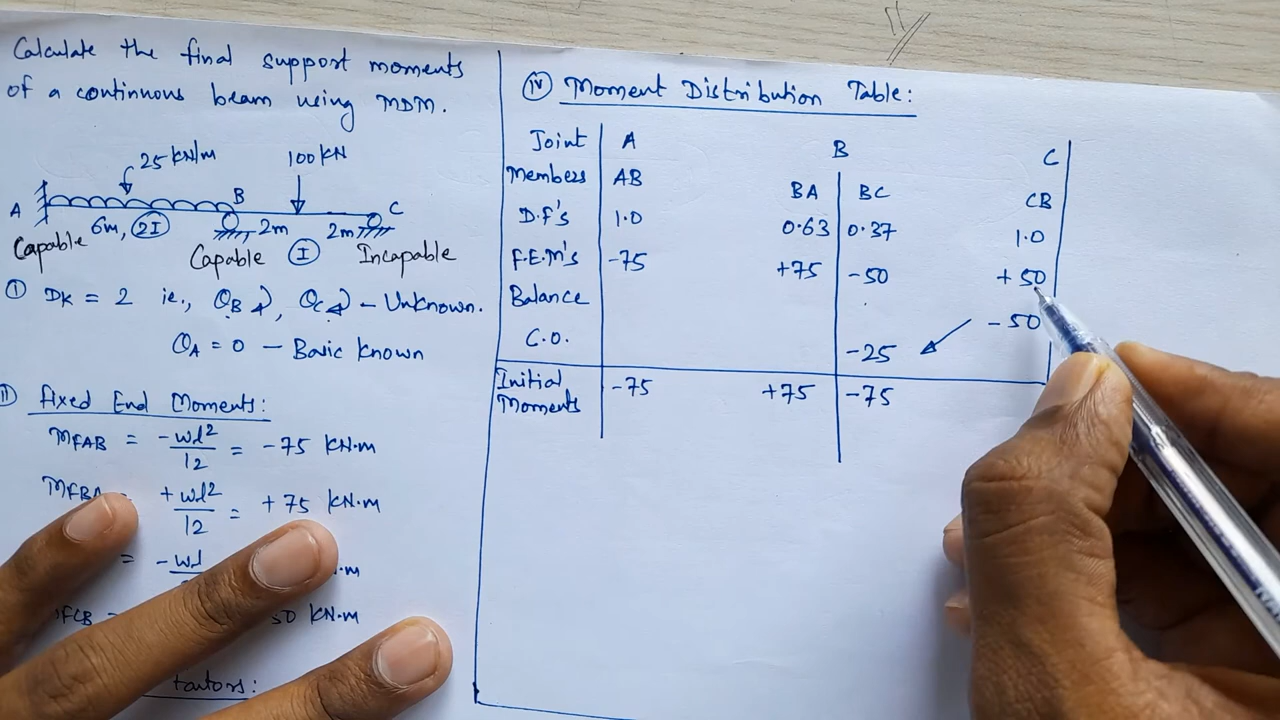 Calculate the final support moments
of a continuous beam using MDM.
25 kN/m
100 KN
A
B
C
6m, 2I
2m
2m
Capable
Capable
I
Incapable
I DK = 2 ie., θB, θC – Unknown.
θA = 0 – Basic Known
II Fixed End Moments:
MFAB = -wl²/12 = -75 KN.m
MFBA = +wl²/12 = +75 KN.m
= -wl
.m
FCB = 50 KN.m
factors:
IV Moment Distribution Table:
Joint A B C
Members AB BA BC CB
D.F's 1.0 0.63 0.37 1.0
F.E.M's -75 +75 -50 +50
Balance -50
C.O. -25
Initial Moments -75 +75 -75